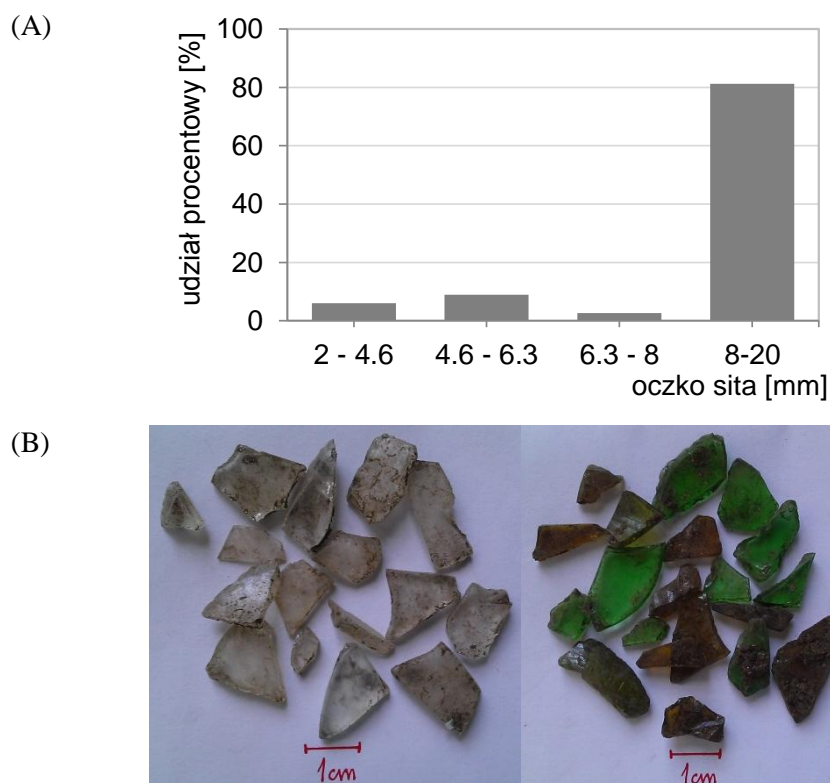 (A)
udział procentowy [%]
100
80
60
40
20
0
2 - 4.6 4.6 - 6.3 6.3 - 8 8-20
oczko sita [mm]
(B)
1cm 1cm